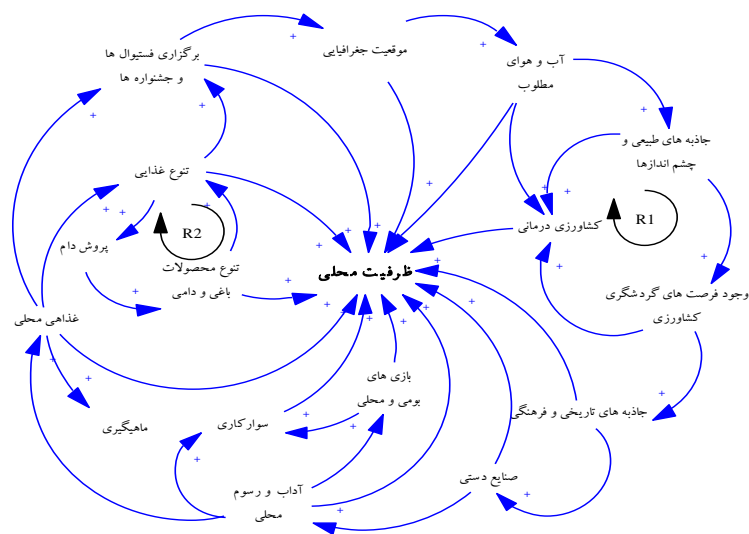 برگزاری فستیوال ها
و جشنواره ها
موقعیت جغرافیایی
آب و هوای
مطلوب
جاذبه های طبیعی و
چشم اندازها
تنوع غذایی
R2
R1
کشاورزی درمانی
پروش دام
تنوع محصولات
باغی و دامی
ظرفیت محلی
وجود فرصت های گردشگری
کشاورزی
غذاهی محلی
بازی های
بومی و محلی
جاذبه های تاریخی و فرهنگی
ماهیگیری
سوارکاری
صنایع دستی
آداب و رسوم
محلی